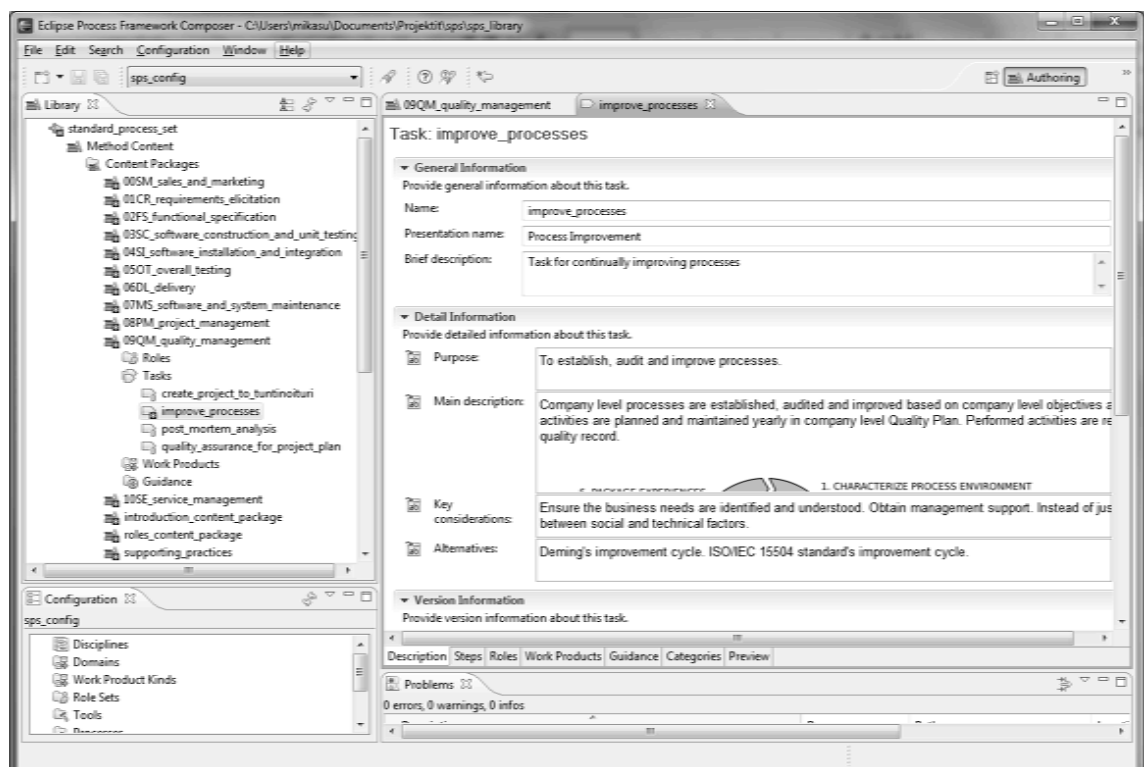 Eclipse Process Framework Composer - C:\Users\mikasu\Documents\Projektit\sps\sps_library
File Edit Search Configuration Window Help
sps_config
Authoring
Library
standard_process_set
Method Content
Content Packages
00SM_sales_and_marketing
01CR_requirements_elicitation
02FS_functional_specification
03SC_software_construction_and_unit_testing
04SI_software_installation_and_integration
05OT_overall_testing
06DL_delivery
07MS_software_and_system_maintenance
08PM_project_management
09QM_quality_management
Roles
Tasks
create_project_to_tuntinoituri
improve_processes
post_mortem_analysis
quality_assurance_for_project_plan
Work Products
Guidance
10SE_service_management
introduction_content_package
roles_content_package
supporting_practices
Configuration
sps_config
Disciplines
Domains
Work Product Kinds
Role Sets
Tools
Processes
09QM_quality_management improve_processes
Task: improve_processes
General Information
Provide general information about this task.
Name: improve_processes
Presentation name: Process Improvement
Brief description: Task for continually improving processes
Detail Information
Provide detailed information about this task.
Purpose: To establish, audit and improve processes.
Main description: Company level processes are established, audited and improved based on company level objectives a
activities are planned and maintained yearly in company level Quality Plan. Performed activities are re
quality record.
1. CHARACTERIZE PROCESS ENVIRONMENT
Key considerations: Ensure the business needs are identified and understood. Obtain management support. Instead of jus
between social and technical factors.
Alternatives: Deming's improvement cycle. ISO/IEC 15504 standard's improvement cycle.
Version Information
Provide version information about this task.
Description Steps Roles Work Products Guidance Categories Preview
Problems
0 errors, 0 warnings, 0 infos